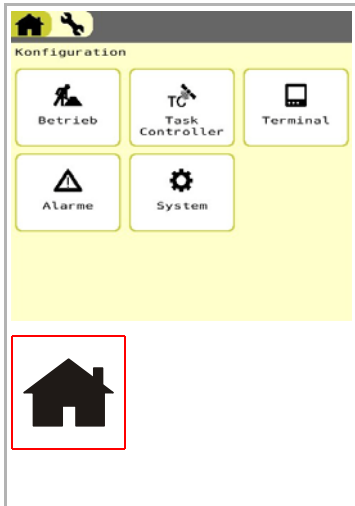 Konfiguration
Betrieb
TC
Task
Controller
Terminal
Alarme
System